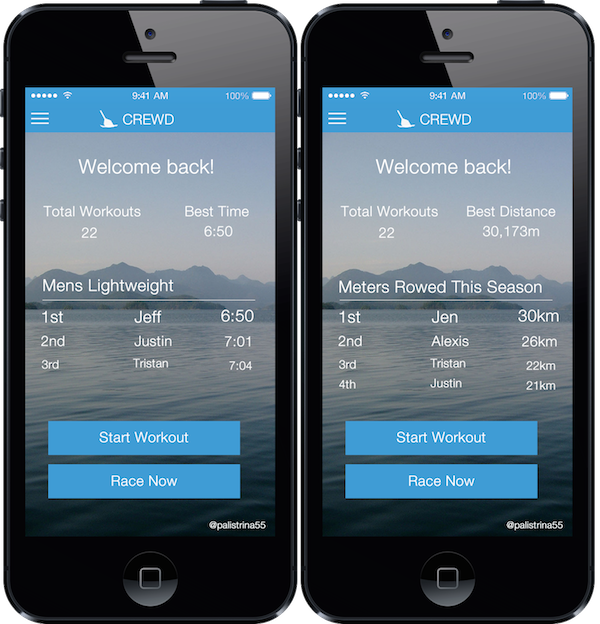 9:41 AM 100%
CREWD
Welcome back!
Total Workouts Best Time
22 6:50
Mens Lightweight
1st Jeff 6:50
2nd Justin 7:01
3rd Tristan 7:04
Start Workout
Race Now
@palistrina55
9:41 AM 100%
CREWD
Welcome back!
Total Workouts Best Distance
22 30,173m
Meters Rowed This Season
1st Jen 30km
2nd Alexis 26km
3rd Tristan 22km
4th Justin 21km
Start Workout
Race Now
@palistrina55